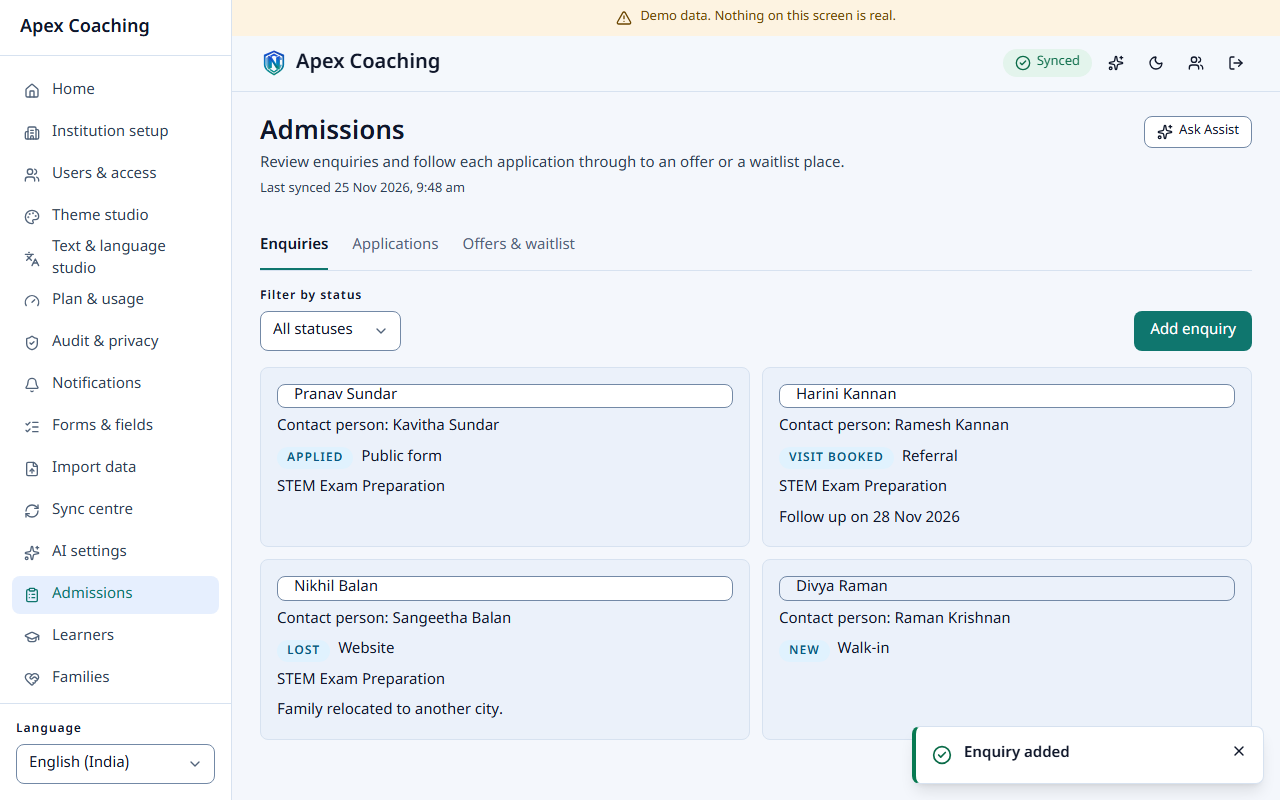 Apex Coaching
Home
Institution setup
Users & access
Theme studio
Text & language
studio
Plan & usage
Audit & privacy
Notifications
Forms & fields
Import data
Sync centre
AI settings
Admissions
Learners
Families
Language
English (India)
Demo data. Nothing on this screen is real.
Apex Coaching
Synced
Admissions
Ask Assist
Review enquiries and follow each application through to an offer or a waitlist place.
Last synced 25 Nov 2026, 9:48 am
Enquiries
Applications
Offers & waitlist
Filter by status
All statuses
Add enquiry
Pranav Sundar
Contact person: Kavitha Sundar
APPLIED Public form
STEM Exam Preparation
Harini Kannan
Contact person: Ramesh Kannan
VISIT BOOKED Referral
STEM Exam Preparation
Follow up on 28 Nov 2026
Nikhil Balan
Contact person: Sangeetha Balan
LOST Website
STEM Exam Preparation
Family relocated to another city.
Divya Raman
Contact person: Raman Krishnan
NEW Walk-in
Enquiry added